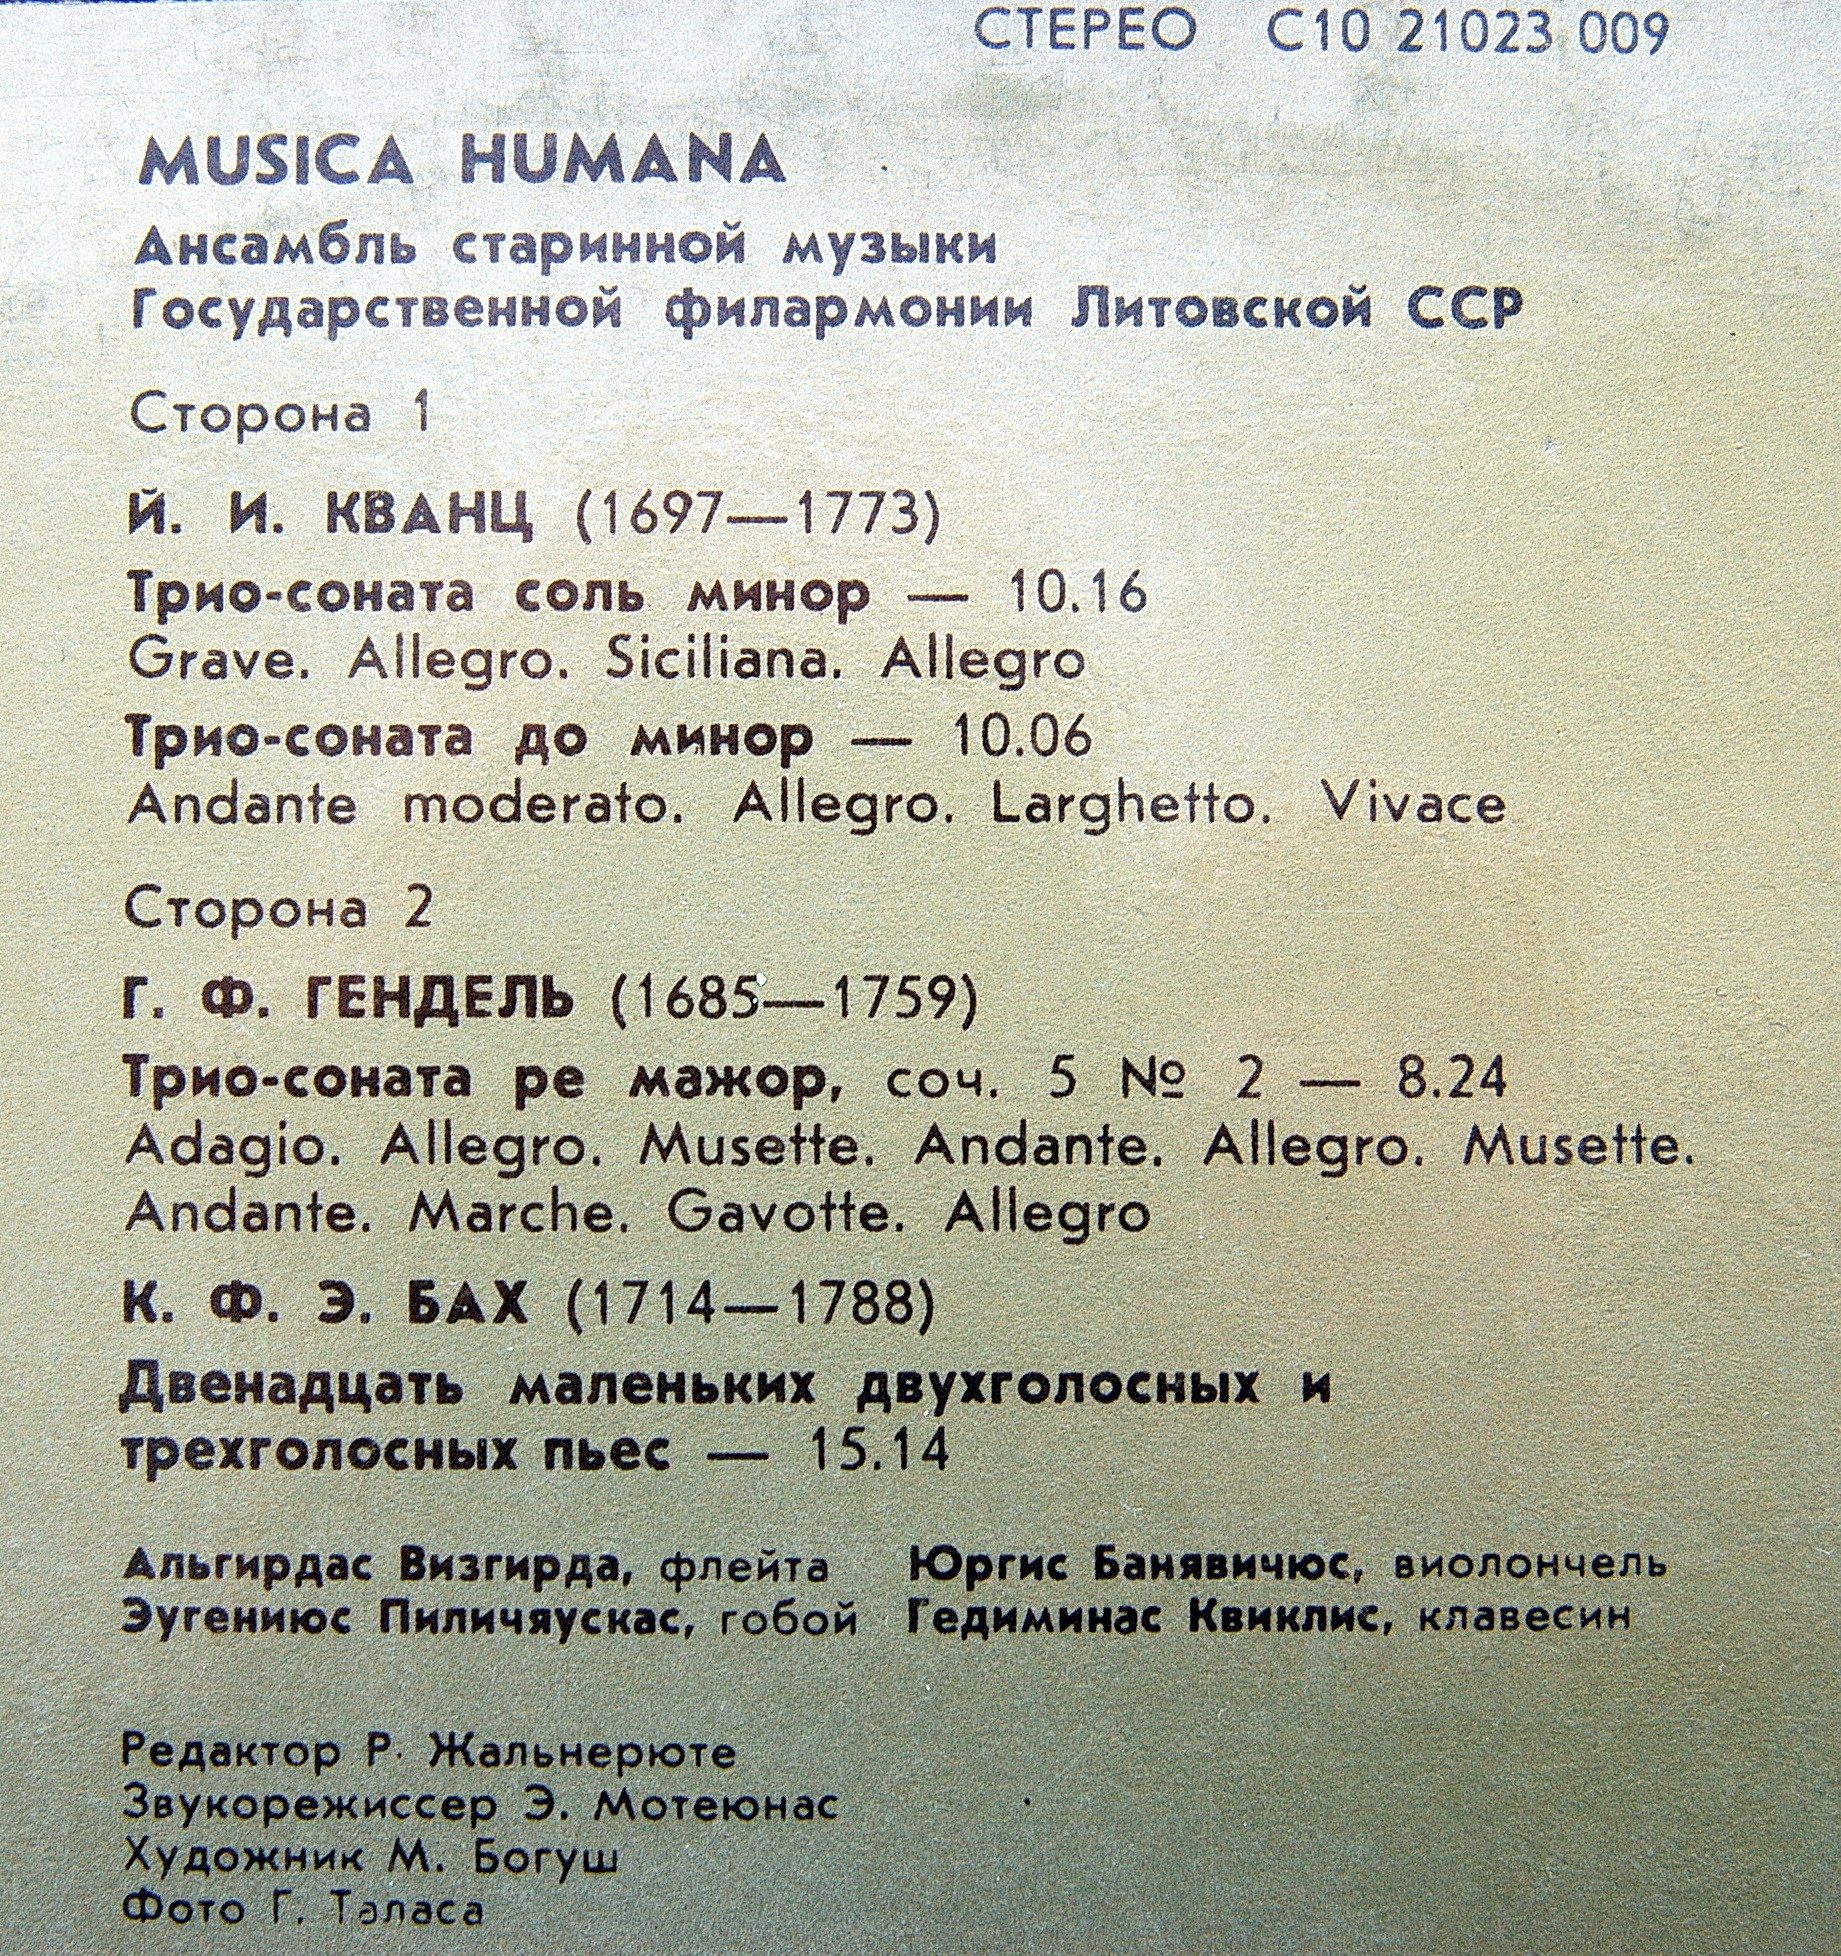 СТЕРЕО С10 21023 009
MUSICA HUMANA
Ансамбль старинной музыки
Государственной филармонии Литовской ССР
Сторона 1
Й. И. КВАНЦ (1697—1773)
Трио-соната соль минор — 10.16
Grave. Allegro. Siciliana. Allegro
Трио-соната до минор — 10.06
Andante moderato. Allegro. Larghetto. Vivace
Сторона 2
Г. Ф. ГЕНДЕЛЬ (1685—1759)
Трио-соната ре мажор, соч. 5 № 2 — 8.24
Adagio. Allegro. Musette. Andante. Allegro. Musette.
Andante. Marche. Gavotte. Allegro
К. Ф. Э. БАХ (1714—1788)
Двенадцать маленьких двухголосных и
трехголосных пьес — 15.14
Альгирдас Визгирда, флейта Юргис Банявичюс, виолончель
Эугениюс Пиличяускас, гобой Гедиминас Квиклис, клавесин
Редактор Р. Жальнерюте
Звукорежиссер Э. Мотеюнас
Художник М. Богуш
Фото Г. Таласа